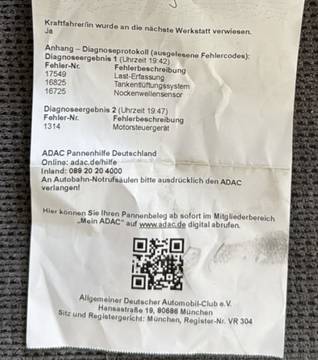 Kraftfahrer/in wurde an die nächste Werkstatt verwiesen.
Ja
Anhang – Diagnoseprotokoll (ausgelesene Fehlercodes):
Diagnoseergebnis 1 (Uhrzeit 19:42)
Fehler-Nr. Fehlerbeschreibung
17549 Last-Erfassung
16825 Tankentlüftungssystem
16725 Nockenwellensensor
Diagnoseergebnis 2 (Uhrzeit 19:47)
Fehler-Nr. Fehlerbeschreibung
1314 Motorsteuergerät
ADAC Pannenhilfe Deutschland
Online: adac.de/hilfe
Inland: 089 20 20 4000
An Autobahn-Notrufsäulen bitte ausdrücklich den ADAC
verlangen!
Hier können Sie Ihren Pannenbeleg ab sofort im Mitgliederbereich
„Mein ADAC" auf www.adac.de digital abrufen.
Allgemeiner Deutscher Automobil-Club e.V.
Hansastraße 19, 80686 München
Sitz und Registergericht: München, Register-Nr. VR 304